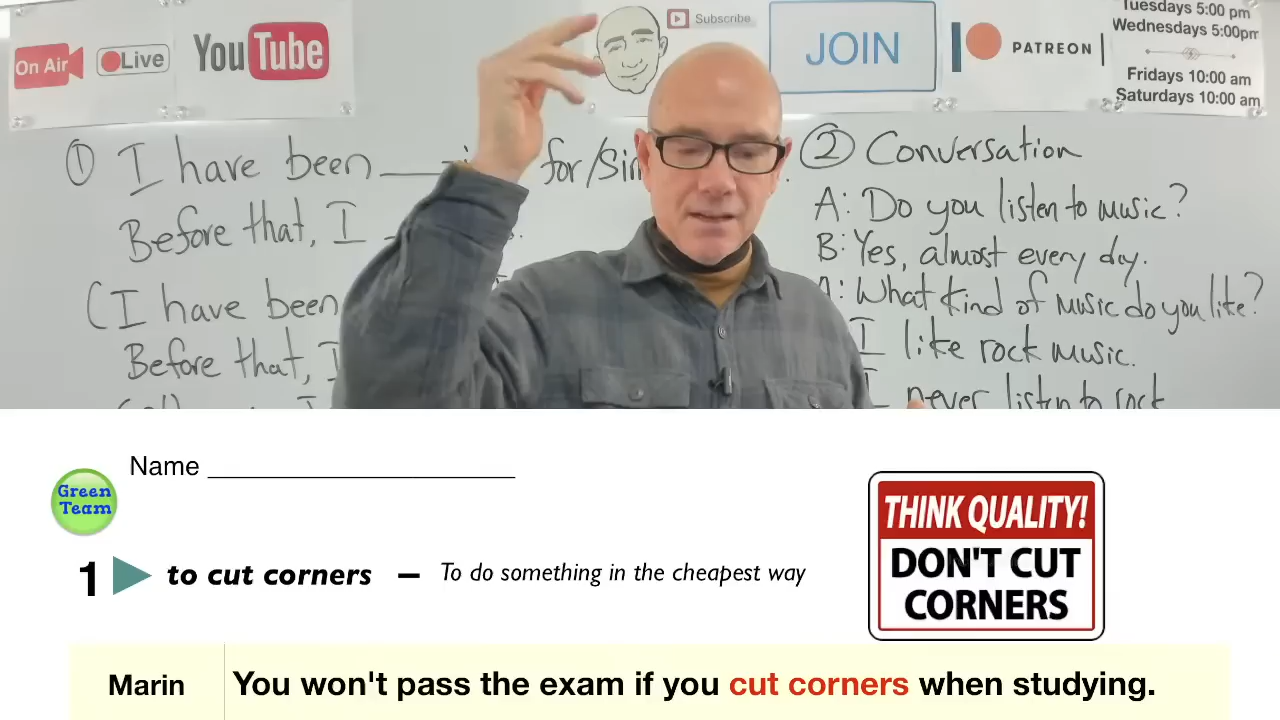 On Air
Live
YouTube
Subscribe
JOIN
PATREON
Tuesdays 5:00 pm
Wednesdays 5:00pm
Fridays 10:00 am
Saturdays 10:00 am
① I have been for/
Before that, I
(I have been
Before that, I
② Conversation
A: Do you listen to music?
B: Yes, almost every day.
What kind of music do you like?
I like rock music.
I never listen to rock
Name
Green
Team
1 to cut corners – To do something in the cheapest way
THINK QUALITY!
DON'T CUT
CORNERS
Marin You won't pass the exam if you cut corners when studying.